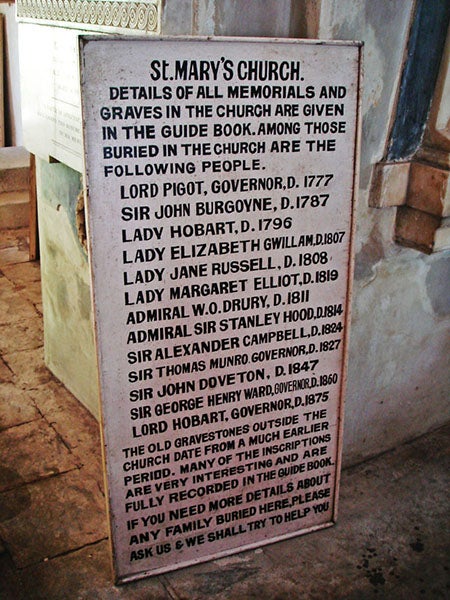 ST. MARY'S CHURCH.
DETAILS OF ALL MEMORIALS AND
GRAVES IN THE CHURCH ARE GIVEN
IN THE GUIDE BOOK. AMONG THOSE
BURIED IN THE CHURCH ARE THE
FOLLOWING PEOPLE.
LORD PIGOT, GOVERNOR, D. 1777
SIR JOHN BURGOYNE, D. 1787
LADY HOBART, D. 1796
LADY ELIZABETH GWILLAM, D. 1807
LADY JANE RUSSELL, D. 1808
LADY MARGARET ELLIOT, D. 1819
ADMIRAL W.O. DRURY, D. 1811
ADMIRAL SIR STANLEY HOOD, D. 1814
SIR ALEXANDER CAMPBELL, D. 1824
SIR THOMAS MUNRO. GOVERNOR, D. 1827
SIR JOHN DOVETON, D. 1847
SIR GEORGE HENRY WARD, GOVERNOR, D. 1860
LORD HOBART, GOVERNOR, D. 1875
THE OLD GRAVESTONES OUTSIDE THE
CHURCH DATE FROM A MUCH EARLIER
PERIOD. MANY OF THE INSCRIPTIONS
ARE VERY INTERESTING AND ARE
FULLY RECORDED IN THE GUIDE BOOK.
IF YOU NEED MORE DETAILS ABOUT
ANY FAMILY BURIED HERE, PLEASE
ASK US & WE SHALL TRY TO HELP YOU